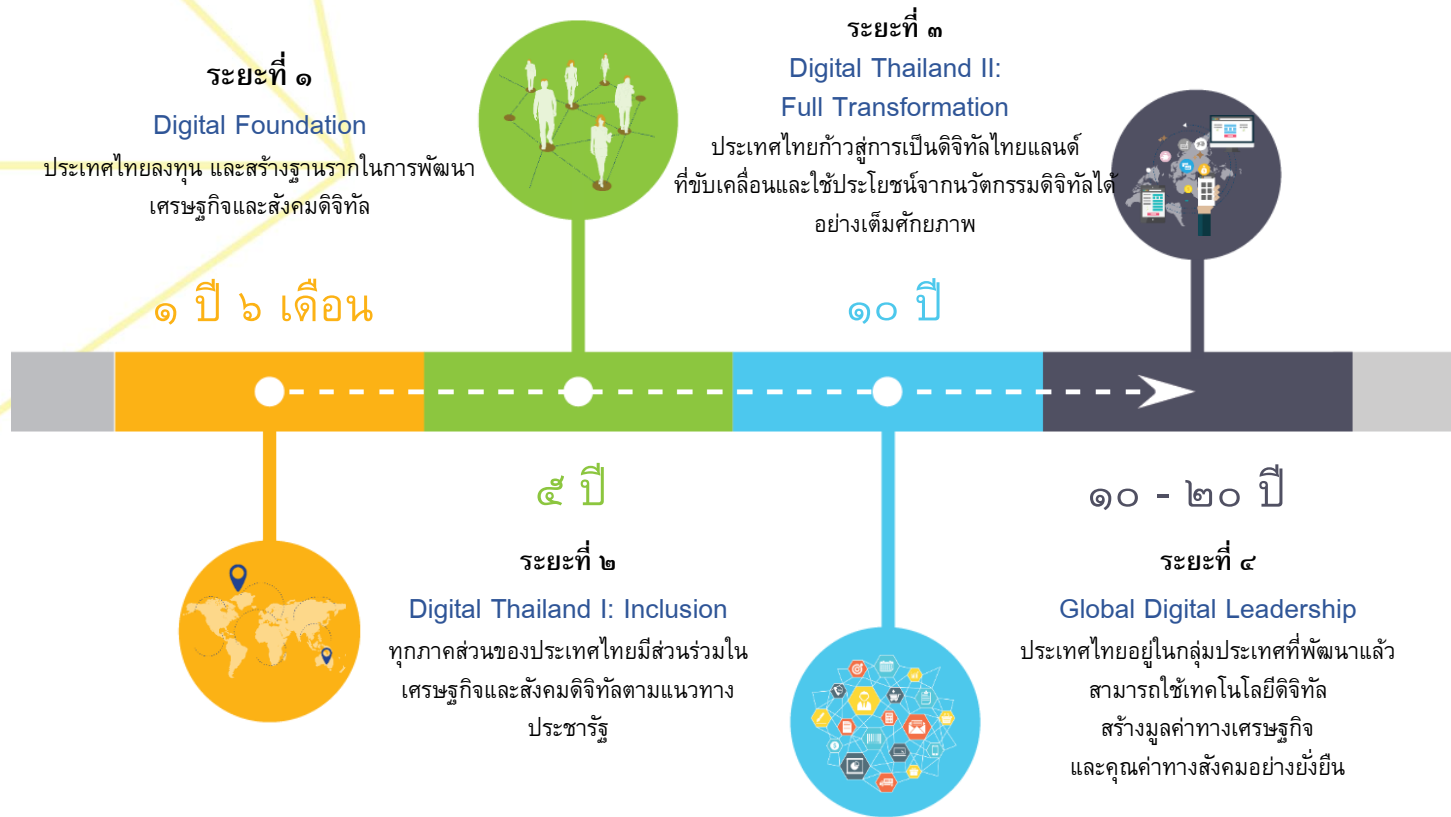 ระยะที่ ๑
Digital Foundation
ประเทศไทยลงทุน และสร้างฐานรากในการพัฒนา
เศรษฐกิจและสังคมดิจิทัล
๑ ปี ๖ เดือน
๕ ปี
ระยะที่ ๒
Digital Thailand I: Inclusion
ทุกภาคส่วนของประเทศไทยมีส่วนร่วมใน
เศรษฐกิจและสังคมดิจิทัลตามแนวทาง
ประชารัฐ
ระยะที่ ๓
Digital Thailand II:
Full Transformation
ประเทศไทยก้าวสู่การเป็นดิจิทัลไทยแลนด์
ที่ขับเคลื่อนและใช้ประโยชน์จากนวัตกรรมดิจิทัลได้
อย่างเต็มศักยภาพ
๑๐ ปี
๑๐ - ๒๐ ปี
ระยะที่ ๔
Global Digital Leadership
ประเทศไทยอยู่ในกลุ่มประเทศที่พัฒนาแล้ว
สามารถใช้เทคโนโลยีดิจิทัล
สร้างมูลค่าทางเศรษฐกิจ
และคุณค่าทางสังคมอย่างยั่งยืน